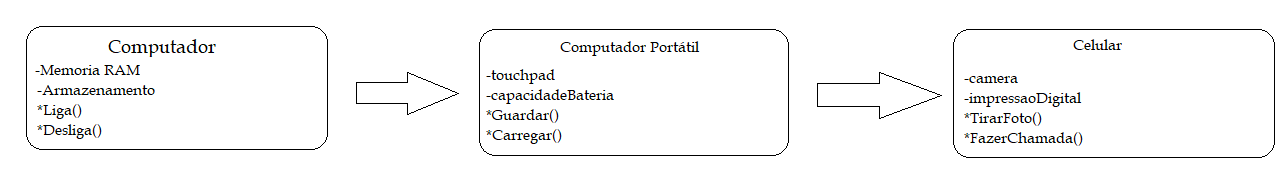 Computador
-Memoria RAM
-Armazenamento
*Liga()
*Desliga()
Computador Portátil
-touchpad
-capacidadeBateria
*Guardar()
*Carregar()
Celular
-camera
-impressaoDigital
*TirarFoto()
*FazerChamada()